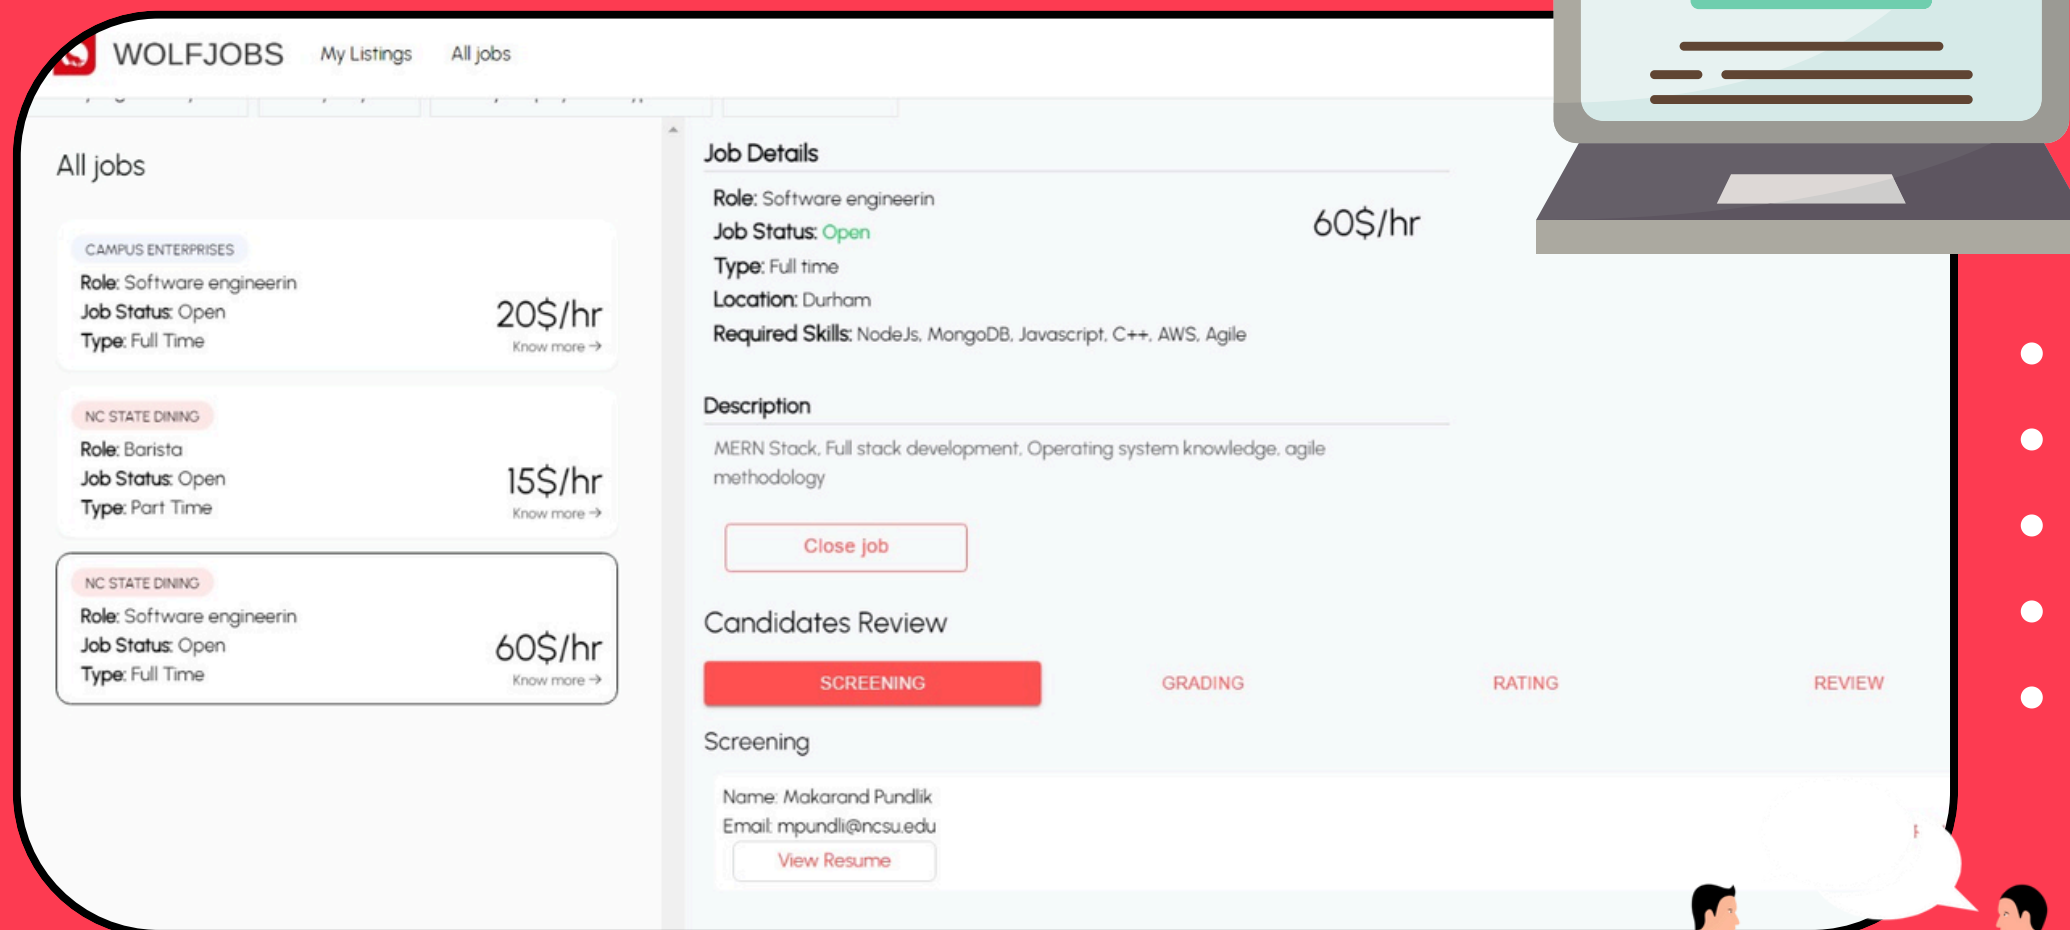 WOLFJOBS
My Listings
All jobs
All jobs
CAMPUS ENTERPRISES
Role: Software engineerin
Job Status: Open
Type: Full Time
20$/hr
Know more →
NC STATE DINING
Role: Barista
Job Status: Open
Type: Part Time
15$/hr
Know more →
NC STATE DINING
Role: Software engineerin
Job Status: Open
Type: Full Time
60$/hr
Know more →
Job Details
Role: Software engineerin
Job Status: Open
Type: Full time
Location: Durham
Required Skills: NodeJs, MongoDB, Javascript, C++, AWS, Agile
60$/hr
Description
MERN Stack, Full stack development, Operating system knowledge, agile
methodology
Close job
Candidates Review
SCREENING
GRADING
RATING
REVIEW
Screening
Name: Makarand Pundlik
Email: mpundli@ncsu.edu
View Resume